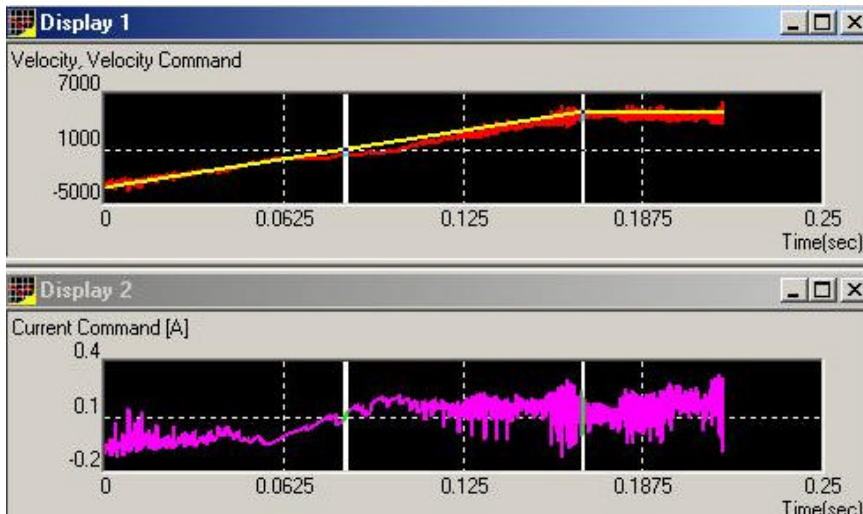 Display 1
Velocity, Velocity Command
7000
1000
-5000
0 0.0625 0.125 0.1875 0.25
Time(sec)
Display 2
Current Command [A]
0.4
0.1
-0.2
0 0.0625 0.125 0.1875 0.25
Time(sec)